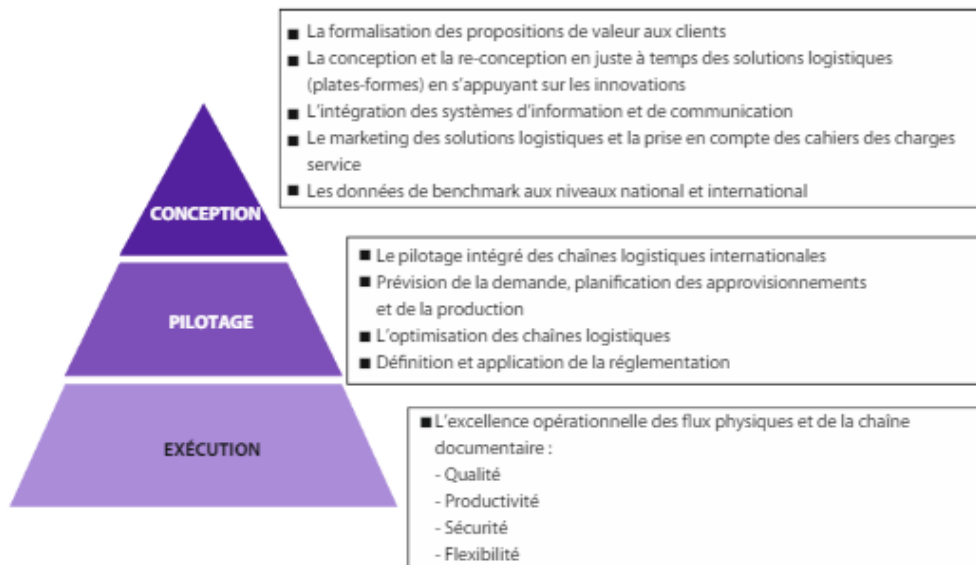 ■ La formalisation des propositions de valeur aux clients
■ La conception et la re-conception en juste à temps des solutions logistiques
(plates-formes) en s'appuyant sur les innovations
■ L'intégration des systèmes d'information et de communication
■ Le marketing des solutions logistiques et la prise en compte des cahiers des charges
service
■ Les données de benchmark aux niveaux national et international
CONCEPTION
■ Le pilotage intégré des chaînes logistiques internationales
■ Prévision de la demande, planification des approvisionnements
et de la production
■ L'optimisation des chaînes logistiques
■ Définition et application de la réglementation
PILOTAGE
■ L'excellence opérationnelle des flux physiques et de la chaîne
documentaire :
- Qualité
- Productivité
- Sécurité
- Flexibilité
EXÉCUTION